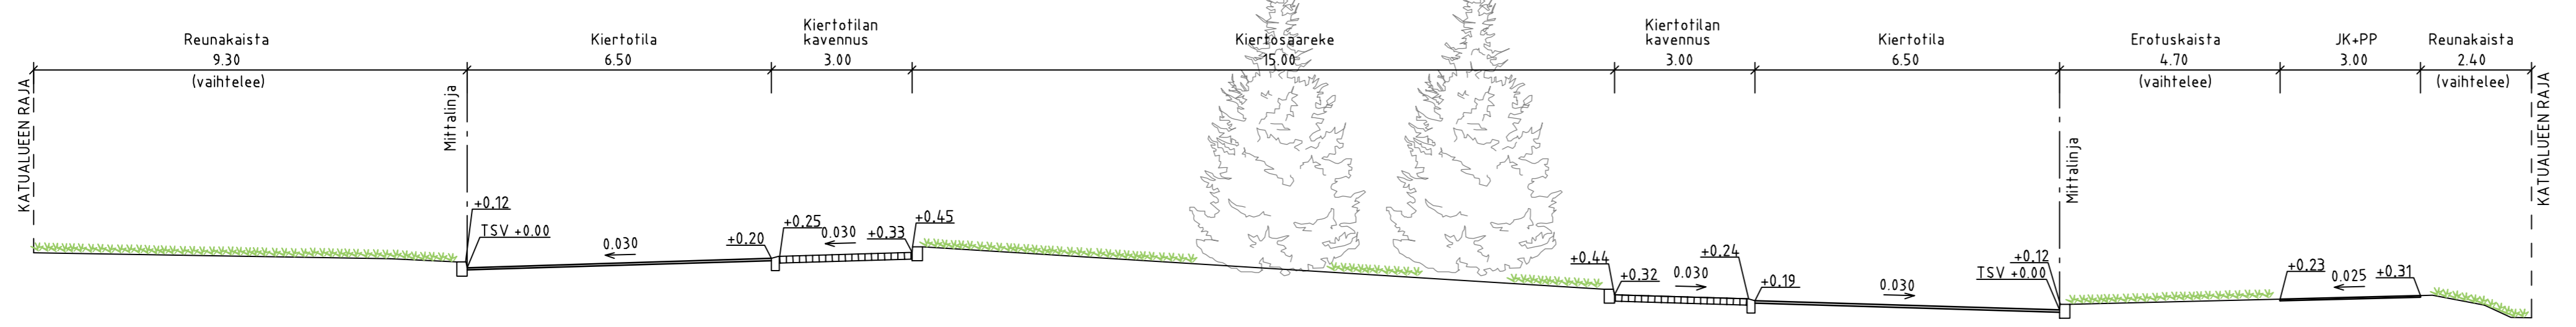 Reunakaista
9.30
(vaihtelee)
Kiertotila
6.50
Kiertotilan
kavennus
3.00
Kiertosaareke
15.00
Kiertotilan
kavennus
3.00
Kiertotila
6.50
Erotuskaista
4.70
(vaihtelee)
JK+PP
3.00
Reunakaista
2.40
(vaihtelee)
KATUALUEEN RAJA
Mittalinja
+0.12
TSV +0.00
0.030
+0.20
+0.25
0.030
+0.33
+0.45
+0.44
+0.32
0.030
+0.24
+0.19
0.030
+0.12
TSV +0.00
Mittalinja
+0.23
0.025
+0.31
KATUALUEEN RAJA